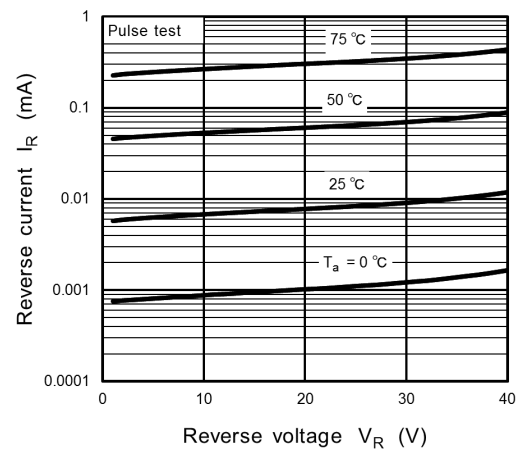 Reverse current I_R (mA)
1
0.1
0.01
0.001
0.0001
Pulse test
75 °C
50 °C
25 °C
T_a = 0 °C
0 10 20 30 40
Reverse voltage V_R (V)